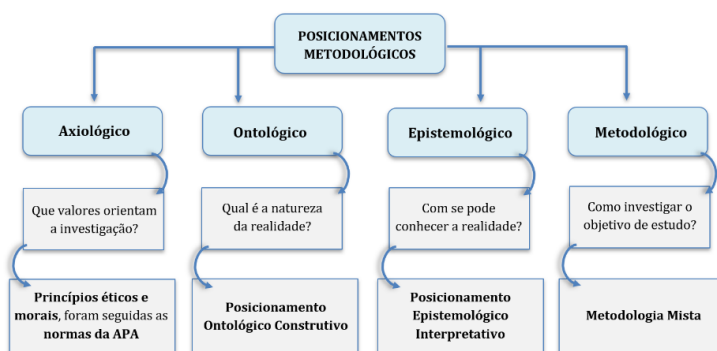 POSICIONAMENTOS
METODOLÓGICOS
Axiológico
Ontológico
Epistemológico
Metodológico
Que valores orientam
a investigação?
Qual é a natureza
da realidade?
Com se pode
conhecer a realidade?
Como investigar o
objetivo de estudo?
Princípios éticos e
morais, foram seguidas as
normas da APA
Posicionamento
Ontológico Construtivo
Posicionamento
Epistemológico
Interpretativo
Metodologia Mista